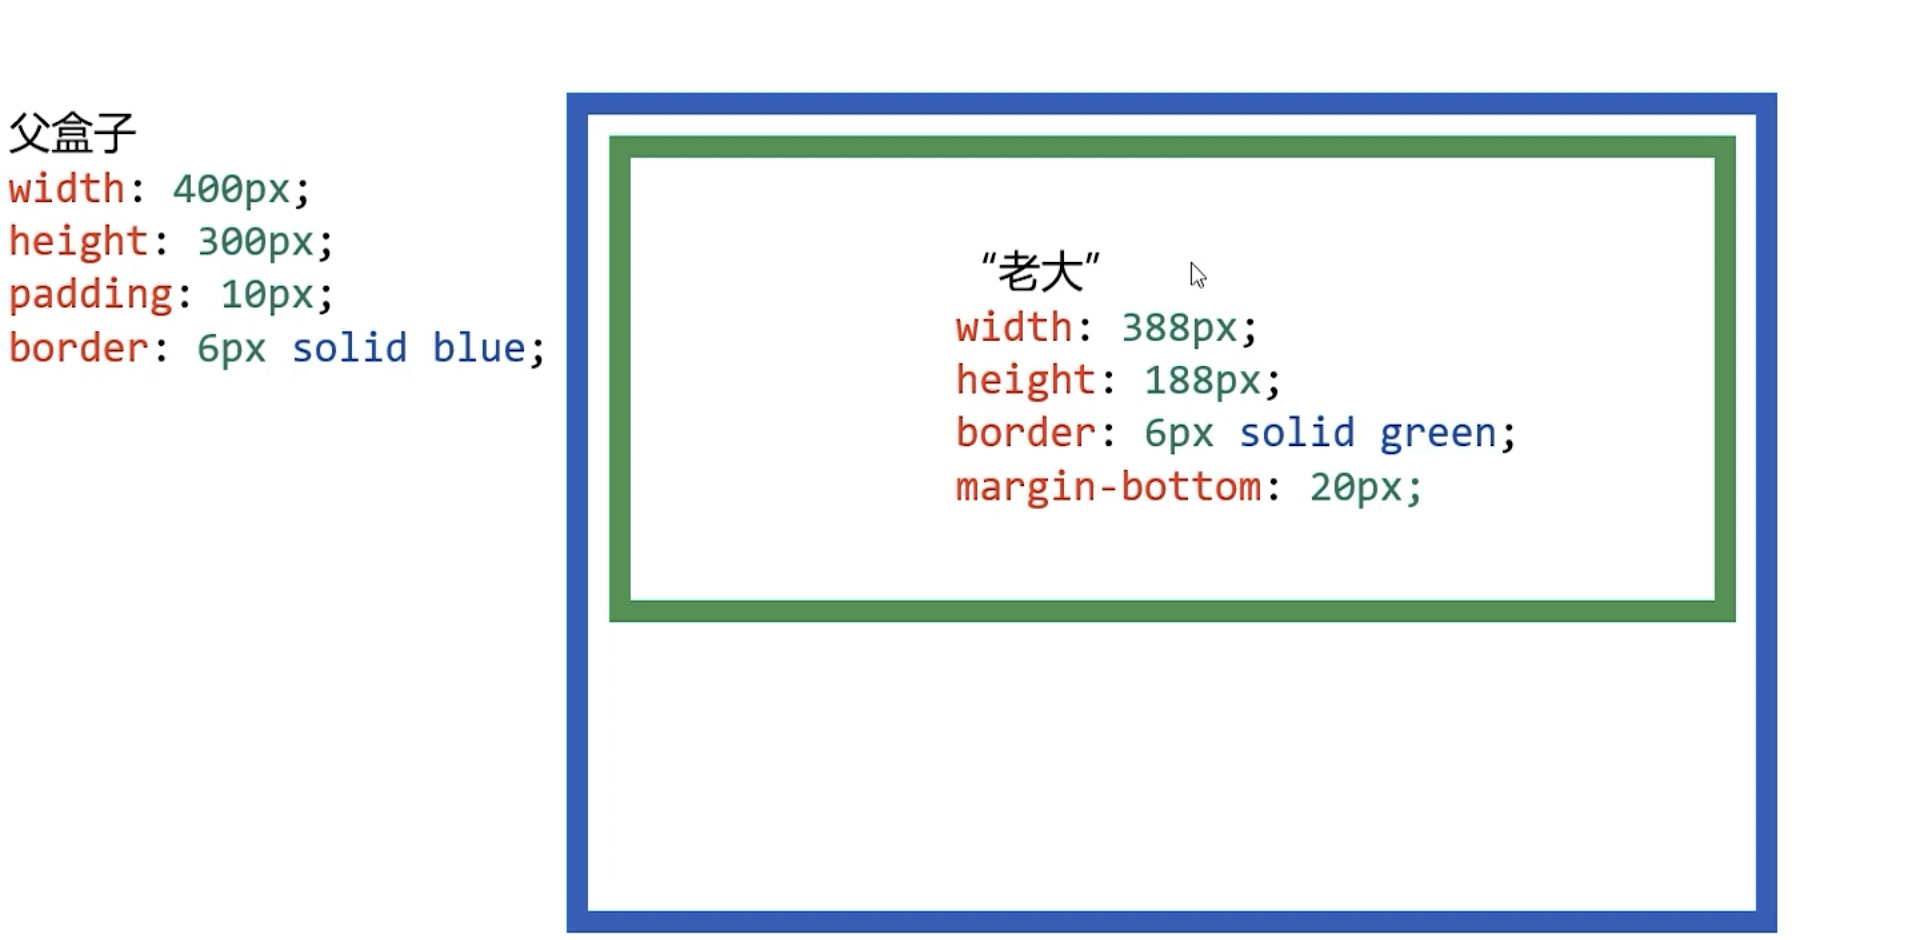 父盒子
width: 400px;
height: 300px;
padding: 10px;
border: 6px solid blue;
“老大”
width: 388px;
height: 188px;
border: 6px solid green;
margin-bottom: 20px;